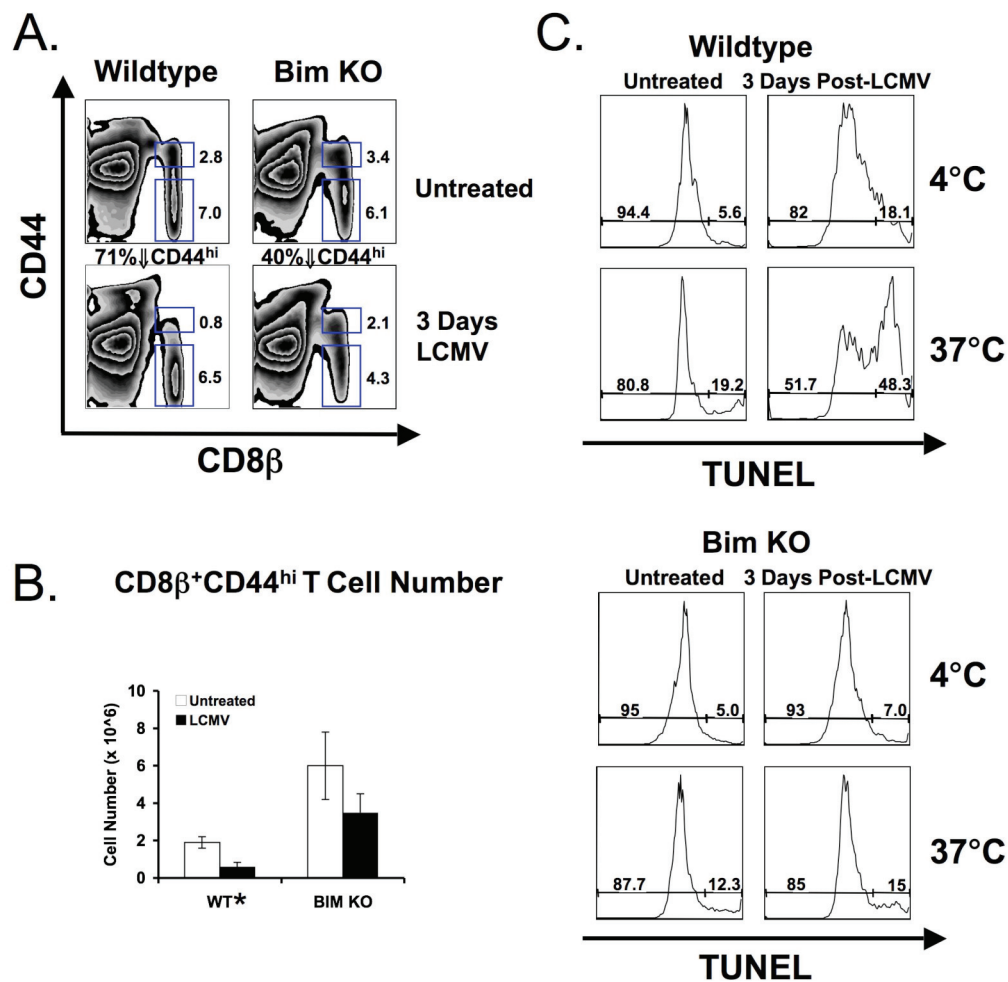 A.
Wildtype Bim KO
CD44
2.8
7.0
3.4
6.1
Untreated
71%⇓CD44hi
40%⇓CD44hi
0.8
6.5
2.1
4.3
3 Days
LCMV
CD8β
B.
CD8β+CD44hi T Cell Number
Untreated
LCMV
Cell Number (x 10^6)
10
8
6
4
2
0
WT*
BIM KO
C.
Wildtype
Untreated 3 Days Post-LCMV
94.4 5.6
82 18.1
4°C
80.8 19.2
51.7 48.3
37°C
TUNEL
Bim KO
Untreated 3 Days Post-LCMV
95 5.0
93 7.0
4°C
87.7 12.3
85 15
37°C
TUNEL